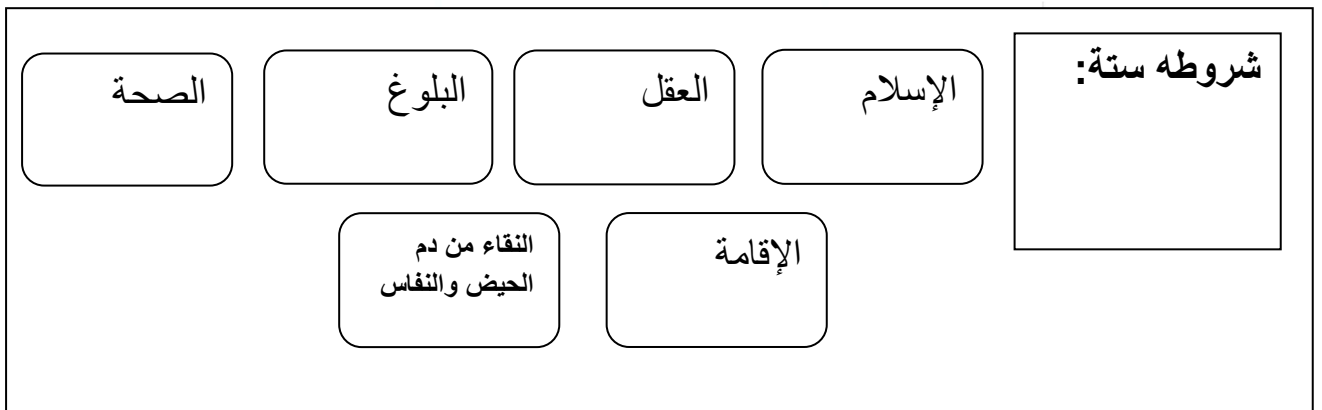 شروطه ستة:
الإسلام
العقل
البلوغ
الصحة
الإقامة
النقاء من دم
الحيض والنفاس